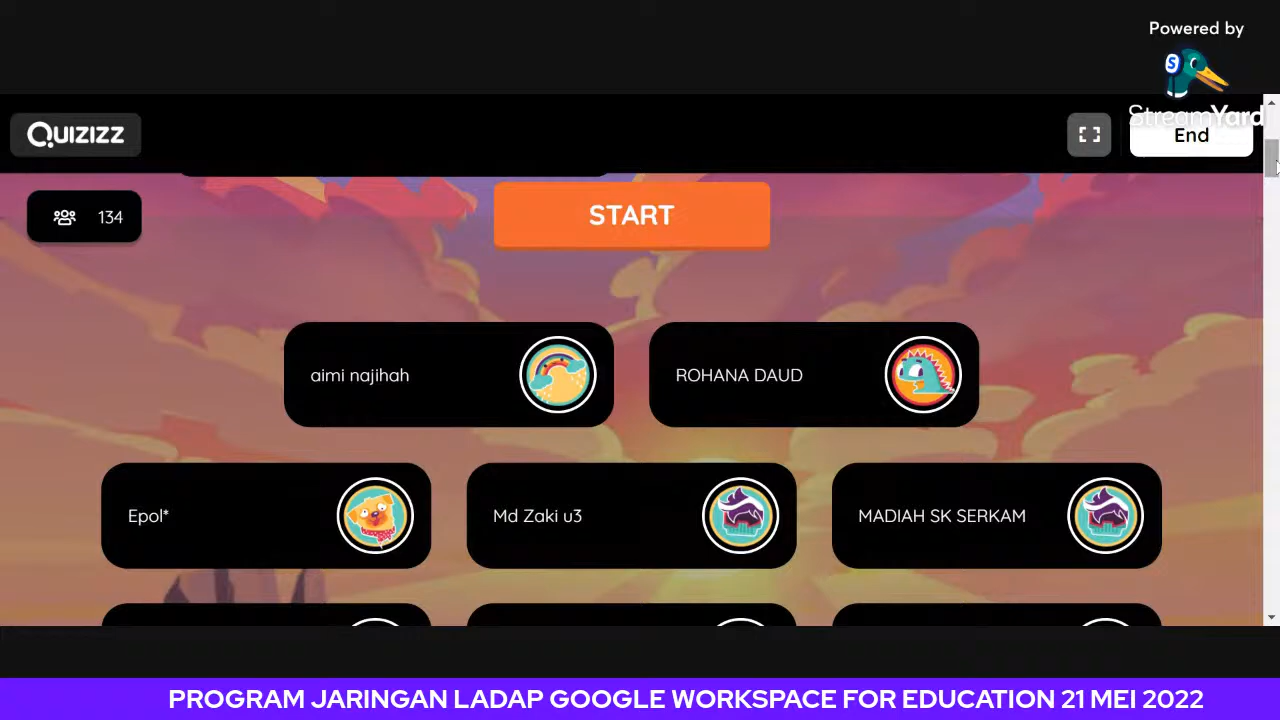 Powered by
StreamYard
QUIZIZZ
End
134
START
aimi najihah
ROHANA DAUD
Epol*
Md Zaki u3
MADIAH SK SERKAM
PROGRAM JARINGAN LADAP GOOGLE WORKSPACE FOR EDUCATION 21 MEI 2022